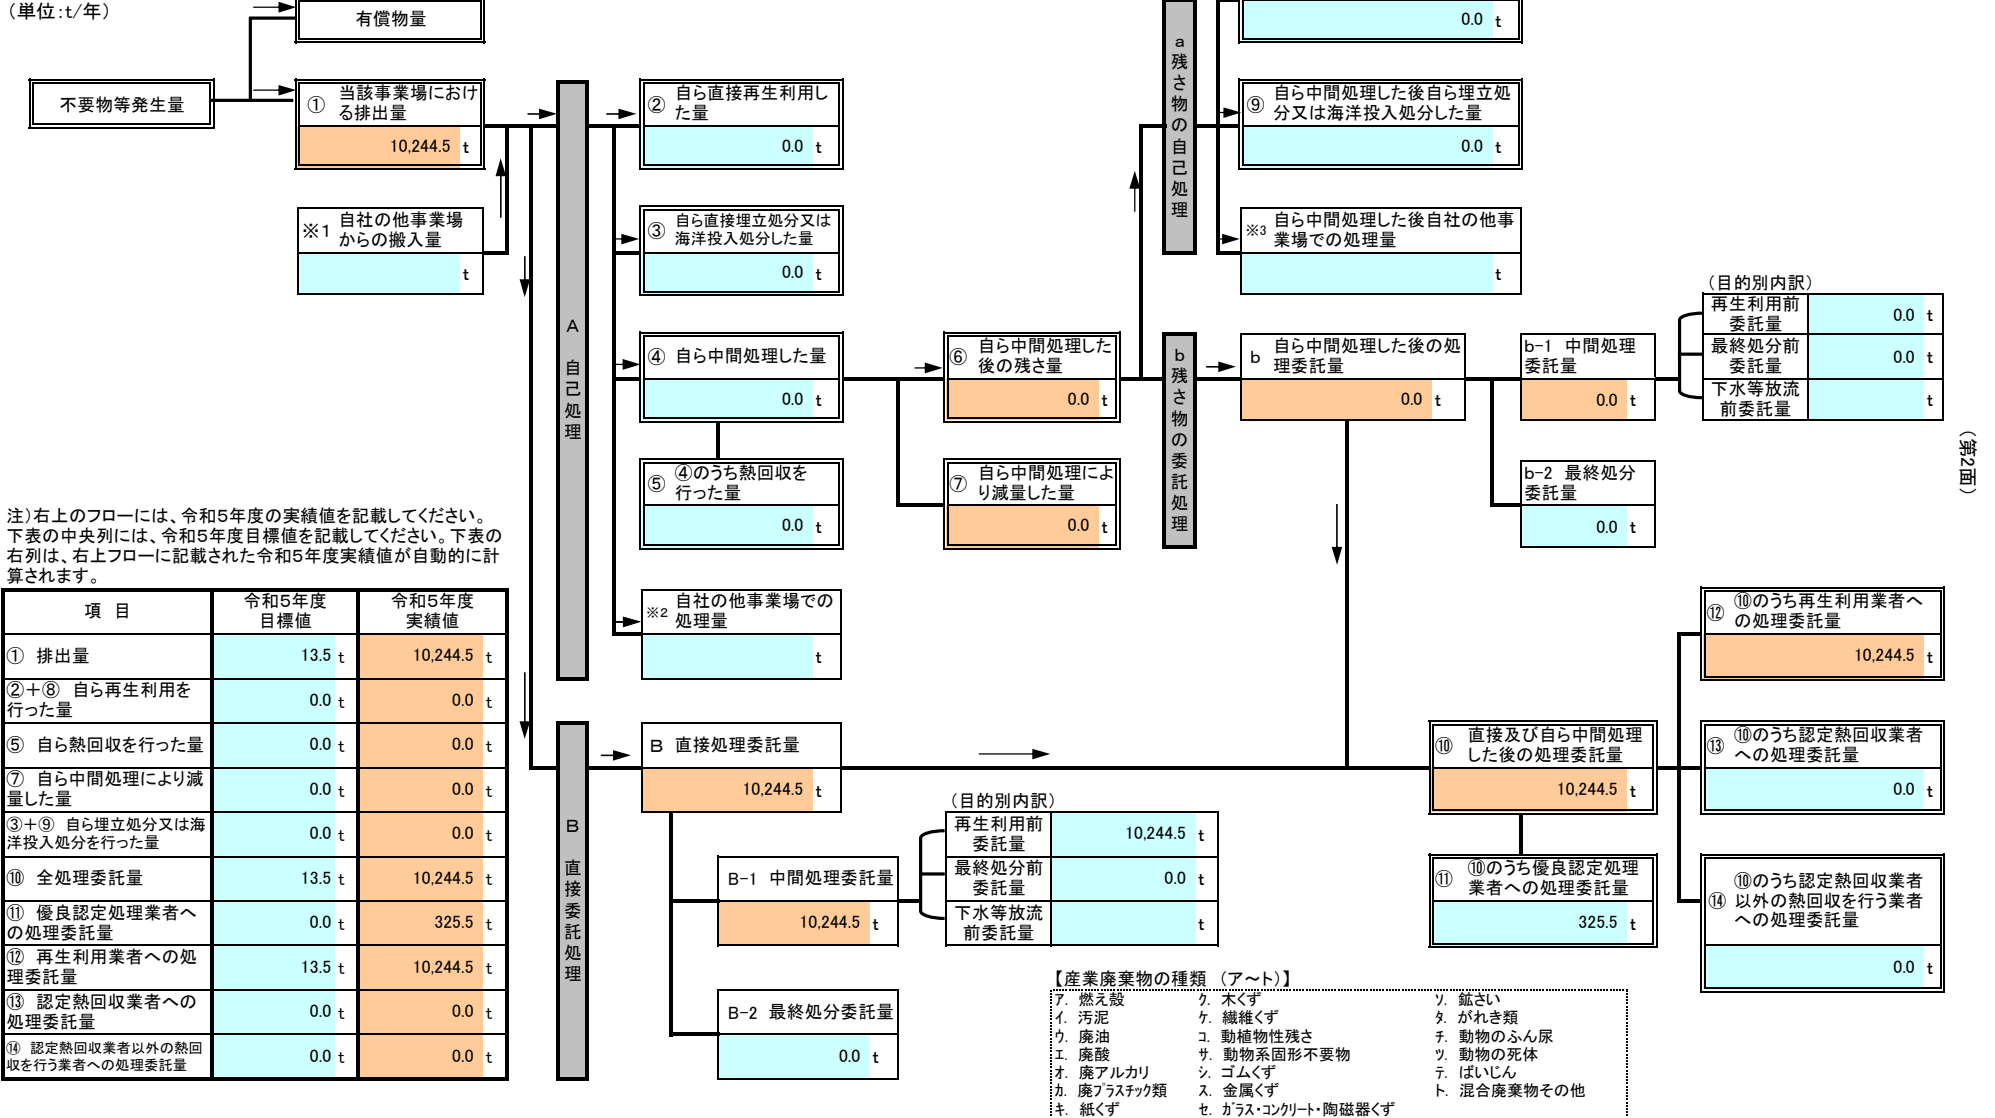 （単位：t/年）
有償物量
不要物等発生量
① 当該事業場におけ
る排出量
10,244.5 t
※1 自社の他事業場
からの搬入量
t
A 自己処理
② 自ら直接再生利用し
た量
0.0 t
③ 自ら直接埋立処分又は
海洋投入処分した量
0.0 t
④ 自ら中間処理した量
0.0 t
⑤ ④のうち熱回収を
行った量
0.0 t
※2 自社の他事業場での
処理量
t
⑥ 自ら中間処理した
後の残さ量
0.0 t
⑦ 自ら中間処理によ
り減量した量
0.0 t
a 残さ物の自己処理
0.0 t
⑨ 自ら中間処理した後自ら埋立処
分又は海洋投入処分した量
0.0 t
※3 自ら中間処理した後自社の他事
業場での処理量
t
b 残さ物の委託処理
b 自ら中間処理した後の処
理委託量
0.0 t
b-1 中間処理
委託量
0.0 t
b-2 最終処分
委託量
0.0 t
（目的別内訳）
再生利用前
委託量
0.0 t
最終処分前
委託量
0.0 t
下水等放流
前委託量
t
（第2面）
注）右上のフローには、令和5年度の実績値を記載してください。
下表の中央列には、令和5年度目標値を記載してください。下表の
右列は、右上フローに記載された令和5年度実績値が自動的に計
算されます。
項 目 令和5年度 令和5年度
目標値 実績値
① 排出量 13.5 t 10,244.5 t
②＋⑧ 自ら再生利用を
行った量 0.0 t 0.0 t
⑤ 自ら熱回収を行った量 0.0 t 0.0 t
⑦ 自ら中間処理により減
量した量 0.0 t 0.0 t
③＋⑨ 自ら埋立処分又は海
洋投入処分を行った量 0.0 t 0.0 t
⑩ 全処理委託量 13.5 t 10,244.5 t
⑪ 優良認定処理業者へ
の処理委託量 0.0 t 325.5 t
⑫ 再生利用業者への処
理委託量 13.5 t 10,244.5 t
⑬ 認定熱回収業者への
処理委託量 0.0 t 0.0 t
⑭ 認定熱回収業者以外の熱回
収を行う業者への処理委託量 0.0 t 0.0 t
B 直接委託処理
B 直接処理委託量
10,244.5 t
B-1 中間処理委託量
10,244.5 t
B-2 最終処分委託量
0.0 t
（目的別内訳）
再生利用前
委託量
10,244.5 t
最終処分前
委託量
0.0 t
下水等放流
前委託量
t
⑩ 直接及び自ら中間処理
した後の処理委託量
10,244.5 t
⑪ ⑩のうち優良認定処理
業者への処理委託量
325.5 t
⑫ ⑩のうち再生利用業者へ
の処理委託量
10,244.5 t
⑬ ⑩のうち認定熱回収業者
への処理委託量
0.0 t
⑭ ⑩のうち認定熱回収業者
以外の熱回収を行う業者
への処理委託量
0.0 t
【産業廃棄物の種類 （ア～ト）】
ア. 燃え殻 ク. 木くず ソ. 鉱さい
イ. 汚泥 ケ. 繊維くず タ. がれき類
ウ. 廃油 コ. 動植物性残さ チ. 動物のふん尿
エ. 廃酸 サ. 動物系固形不要物 ツ. 動物の死体
オ. 廃アルカリ シ. ゴムくず テ. ばいじん
カ. 廃プラスチック類 ス. 金属くず ト. 混合廃棄物その他
キ. 紙くず セ. ガラス・コンクリート・陶磁器くず